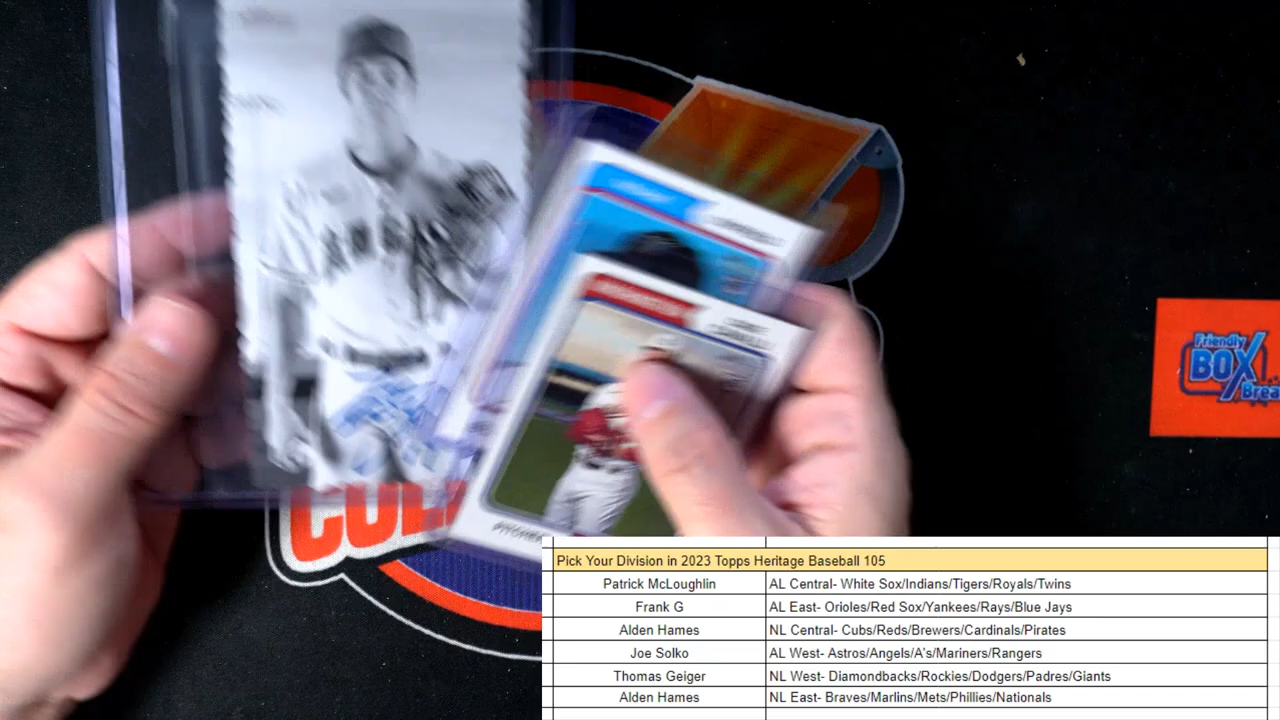 Friendly
BOX
Brea
COL
PITCHER
Pick Your Division in 2023 Topps Heritage Baseball 105
Patrick McLoughlin AL Central- White Sox/Indians/Tigers/Royals/Twins
Frank G AL East- Orioles/Red Sox/Yankees/Rays/Blue Jays
Alden Hames NL Central- Cubs/Reds/Brewers/Cardinals/Pirates
Joe Solko AL West- Astros/Angels/A's/Mariners/Rangers
Thomas Geiger NL West- Diamondbacks/Rockies/Dodgers/Padres/Giants
Alden Hames NL East- Braves/Marlins/Mets/Phillies/Nationals